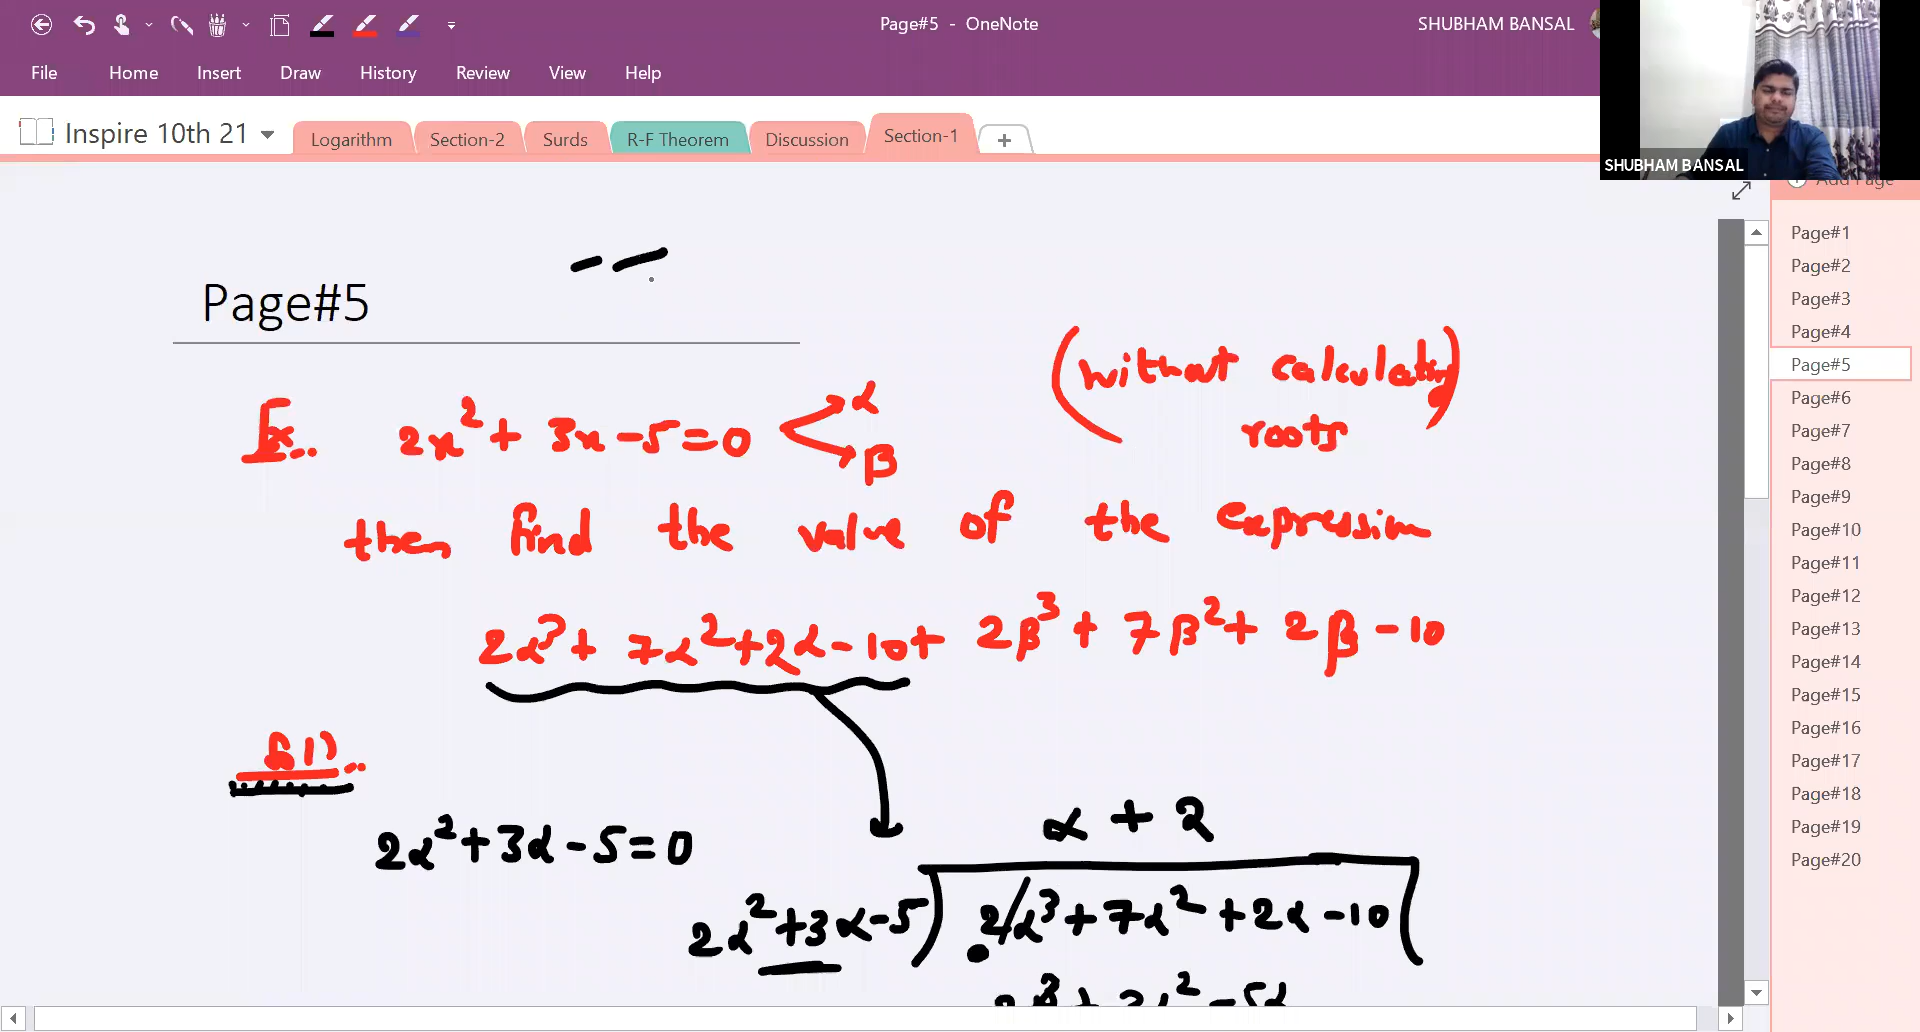 Page#5 - OneNote
SHUBHAM BANSAL
File Home Insert Draw History Review View Help
Inspire 10th 21
Logarithm Section-2 Surds R-F Theorem Discussion Section-1 +
SHUBHAM BANSAL
Add Page
Page#5
(without calculating
roots)
Ex.. 2x² + 3x - 5 = 0 < α
β
then find the value of the expression
2α³ + 7α² + 2α - 10 + 2β³ + 7β² + 2β - 10
2α² + 3α - 5 = 0
α + 2
2α² + 3α - 5 ) 2α³ + 7α² + 2α - 10 (
Page#1
Page#2
Page#3
Page#4
Page#5
Page#6
Page#7
Page#8
Page#9
Page#10
Page#11
Page#12
Page#13
Page#14
Page#15
Page#16
Page#17
Page#18
Page#19
Page#20